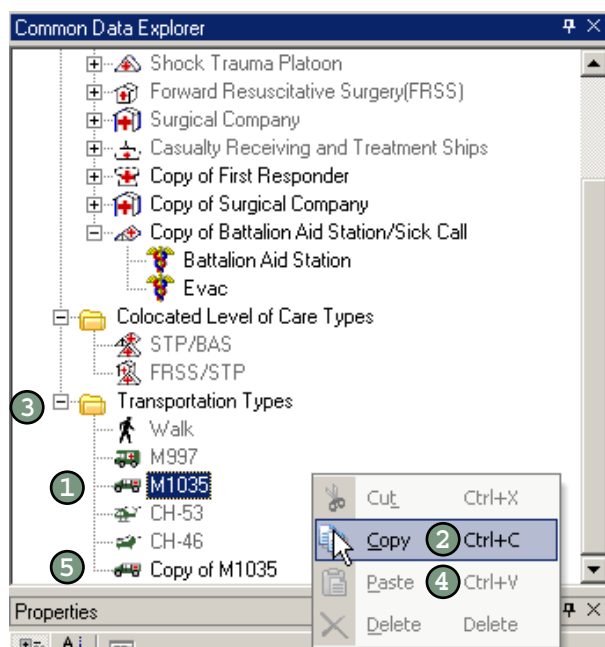 Common Data Explorer
Shock Trauma Platoon
Forward Resuscitative Surgery(FRSS)
Surgical Company
Casualty Receiving and Treatment Ships
Copy of First Responder
Copy of Surgical Company
Copy of Battalion Aid Station/Sick Call
Battalion Aid Station
Evac
Colocated Level of Care Types
STP/BAS
FRSS/STP
3 Transportation Types
Walk
M997
1 M1035
Cut Ctrl+X
CH-53
Copy 2 Ctrl+C
CH-46
5 Copy of M1035
Paste 4 Ctrl+V
Properties
Delete Delete